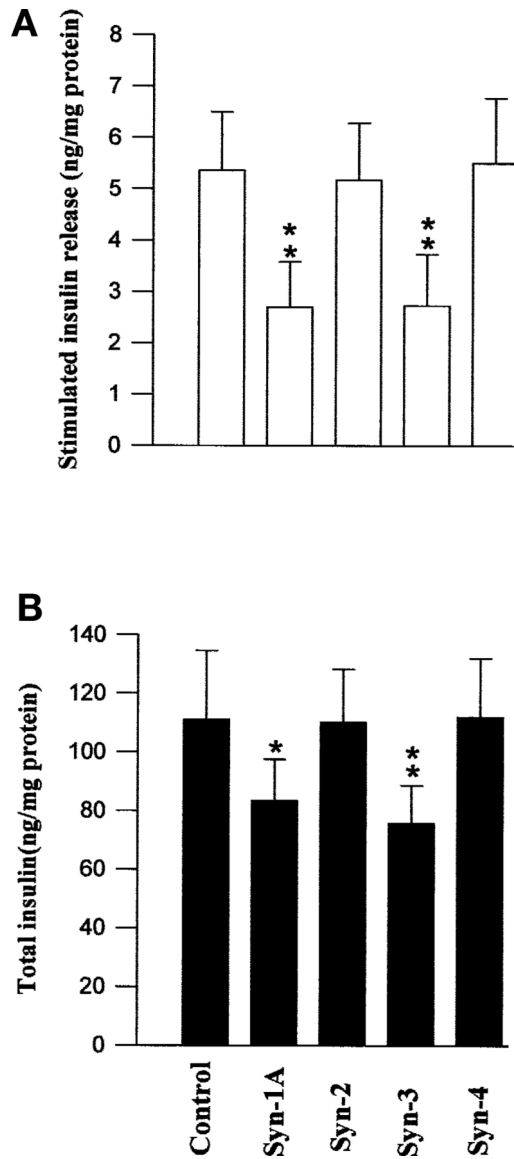 A
Stimulated insulin release (ng/mg protein)
8
7
6
5
4
3
2
1
0
**
**
B
Total insulin(ng/mg protein)
140
120
100
80
60
40
20
0
*
**
Control
Syn-1A
Syn-2
Syn-3
Syn-4